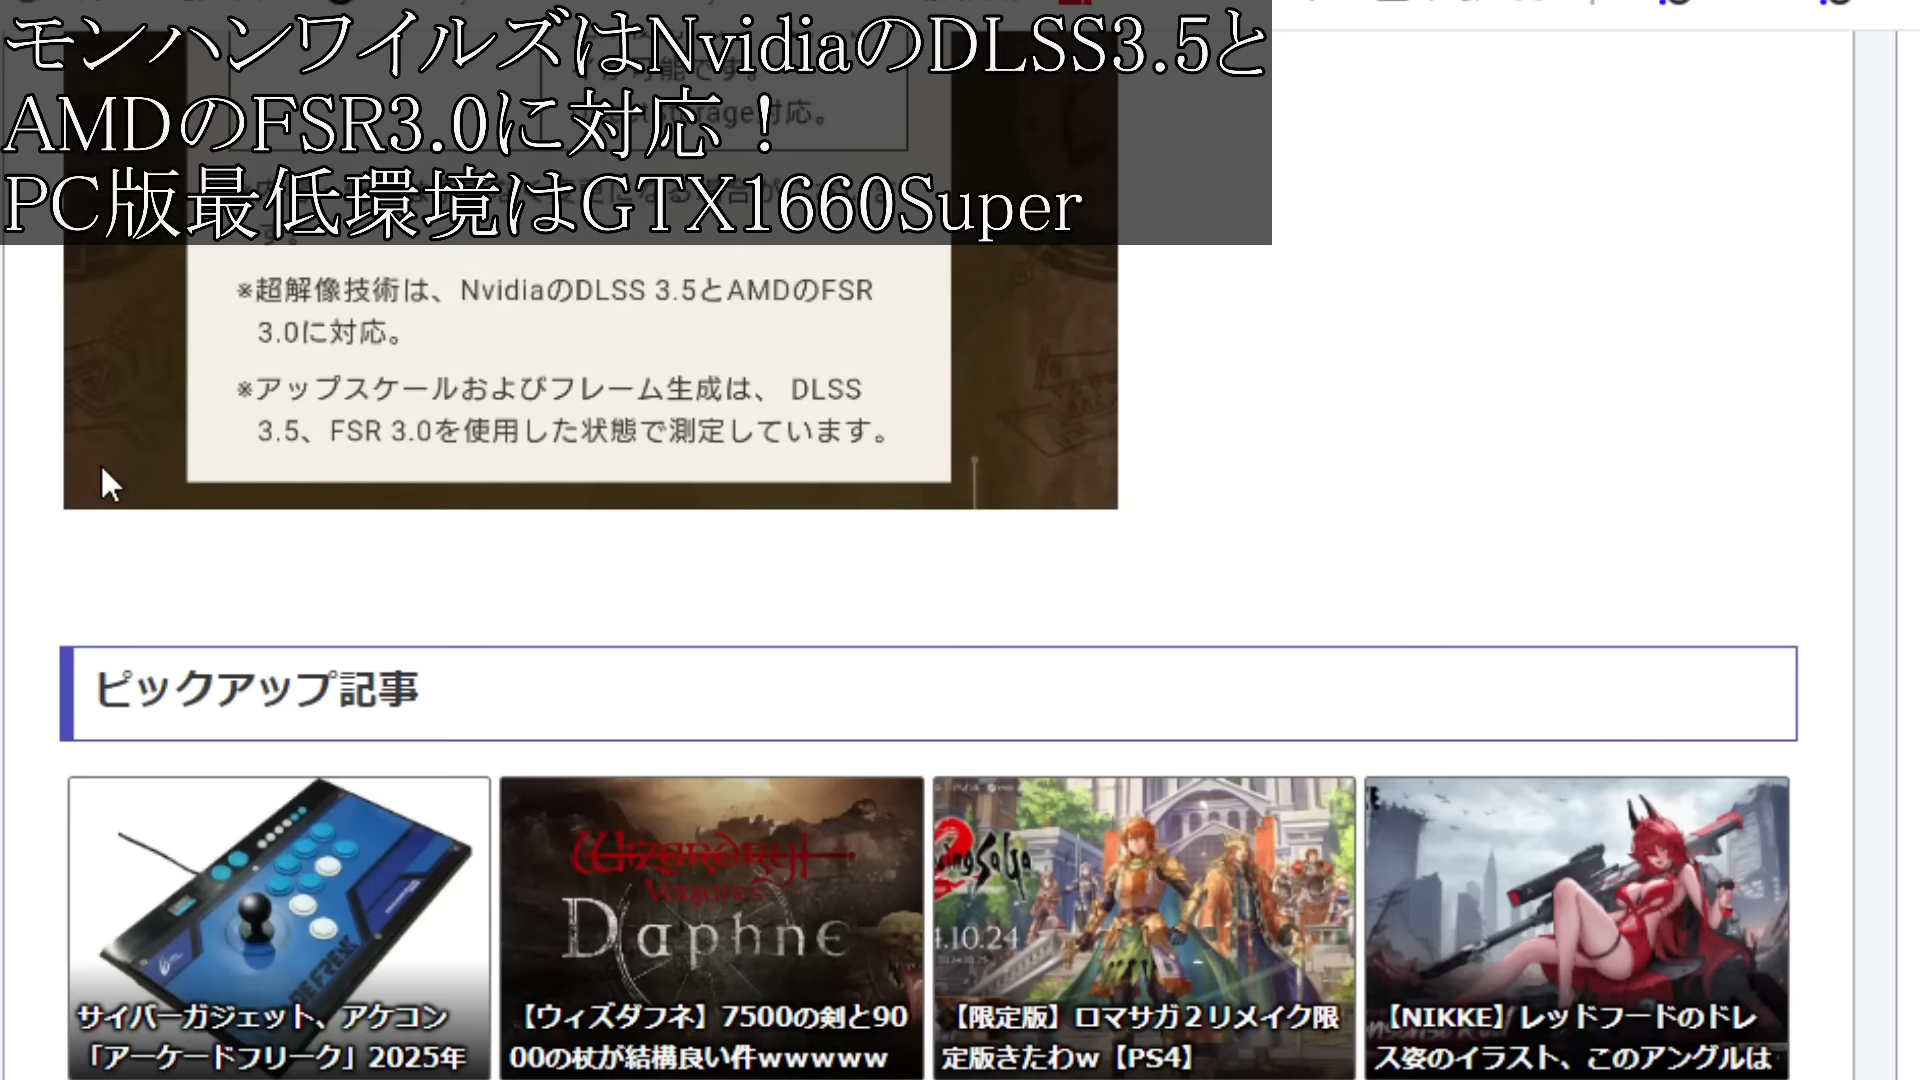 モンハンワイルズはNvidiaのDLSS3.5と
AMDのFSR3.0に対応！
PC版最低環境はGTX1660Super
※超解像技術は、NvidiaのDLSS 3.5とAMDのFSR
3.0に対応。
※アップスケールおよびフレーム生成は、 DLSS
3.5、FSR 3.0を使用した状態で測定しています。
ピックアップ記事
サイバーガジェット、アケコン
「アーケードフリーク」2025年
Wizardry
Variants
Daphne
【ウィズダフネ】7500の剣と90
00の杖が結構良い件wwwww
2
4.10.24
【限定版】ロマサガ２リメイク限
定版きたわw【PS4】
【NIKKE】レッドフードのドレ
ス姿のイラスト、このアングルは